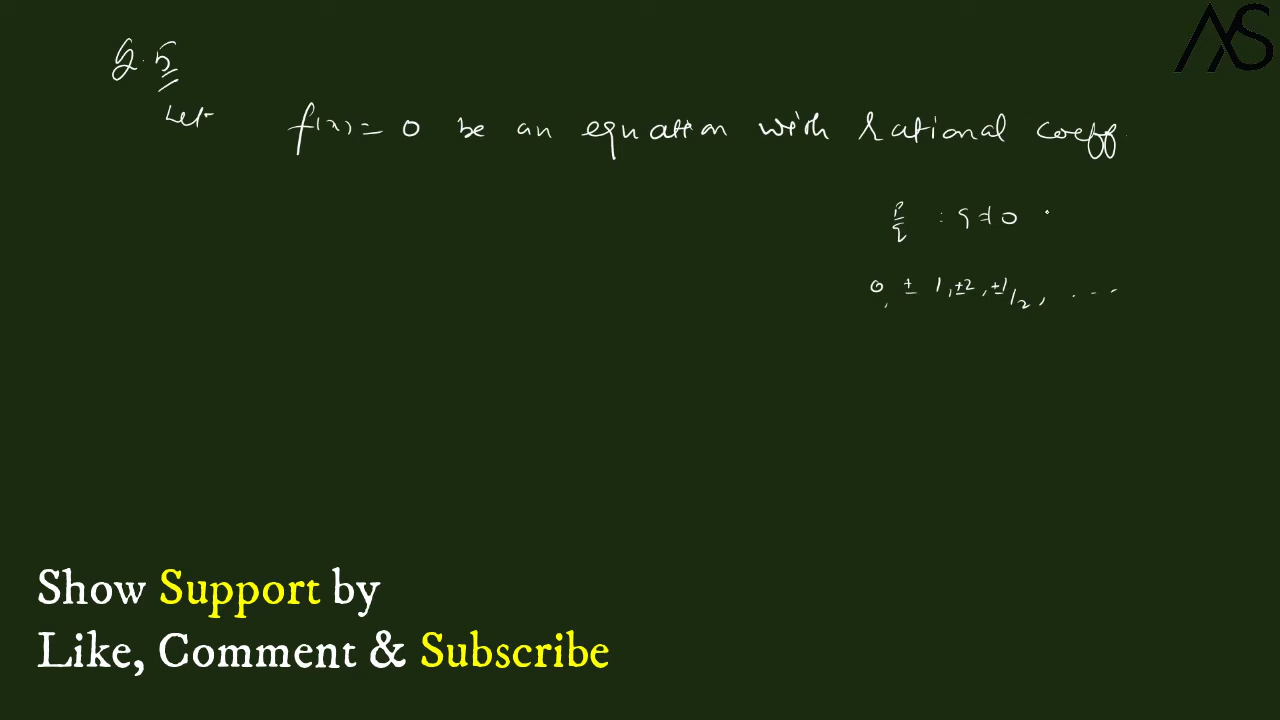 Q.5
Let f(x) = 0 be an equation with rational coeff.
p/q : q ≠ 0
0, ± 1, ±2, ±1/2, ....
Show Support by
Like, Comment & Subscribe